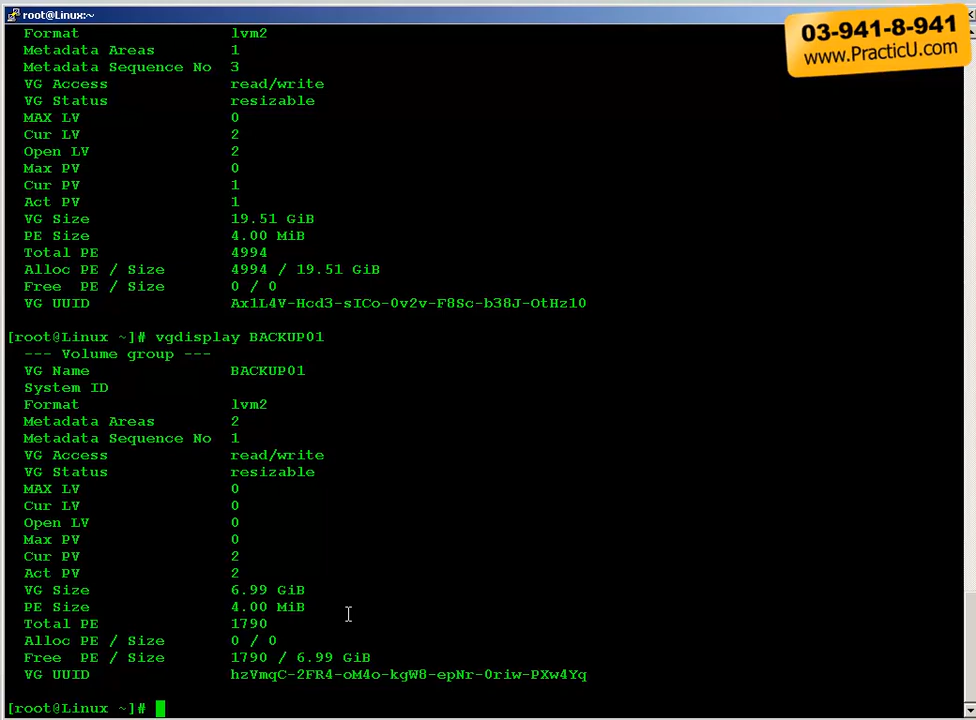 root@Linux:~
03-941-8-941
www.PracticU.com
Format lvm2
Metadata Areas 1
Metadata Sequence No 3
VG Access read/write
VG Status resizable
MAX LV 0
Cur LV 2
Open LV 2
Max PV 0
Cur PV 1
Act PV 1
VG Size 19.51 GiB
PE Size 4.00 MiB
Total PE 4994
Alloc PE / Size 4994 / 19.51 GiB
Free PE / Size 0 / 0
VG UUID Ax1L4V-Hcd3-sICo-0v2v-F8Sc-b38J-OtHz10
[root@Linux ~]# vgdisplay BACKUP01
--- Volume group ---
VG Name BACKUP01
System ID
Format lvm2
Metadata Areas 2
Metadata Sequence No 1
VG Access read/write
VG Status resizable
MAX LV 0
Cur LV 0
Open LV 0
Max PV 0
Cur PV 2
Act PV 2
VG Size 6.99 GiB
PE Size 4.00 MiB
Total PE 1790
Alloc PE / Size 0 / 0
Free PE / Size 1790 / 6.99 GiB
VG UUID hzVmqC-2FR4-oM4o-kgW8-epNr-0riw-PXw4Yq
[root@Linux ~]#